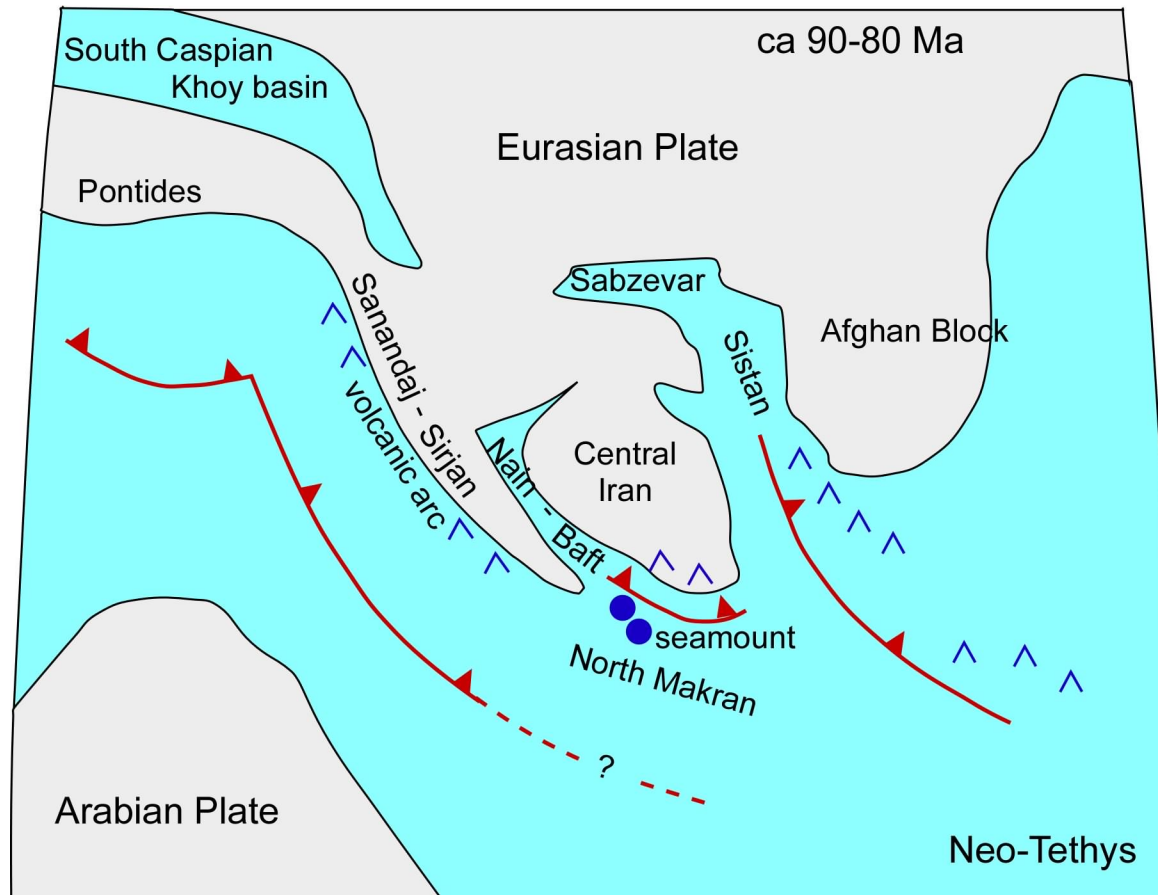 ca 90-80 Ma
South Caspian
Khoy basin
Eurasian Plate
Pontides
Sabzevar
Afghan Block
Sistan
Sanandaj - Sirjan
volcanic arc
Nain - Baft
Central
Iran
seamount
North Makran
?
Arabian Plate
Neo-Tethys